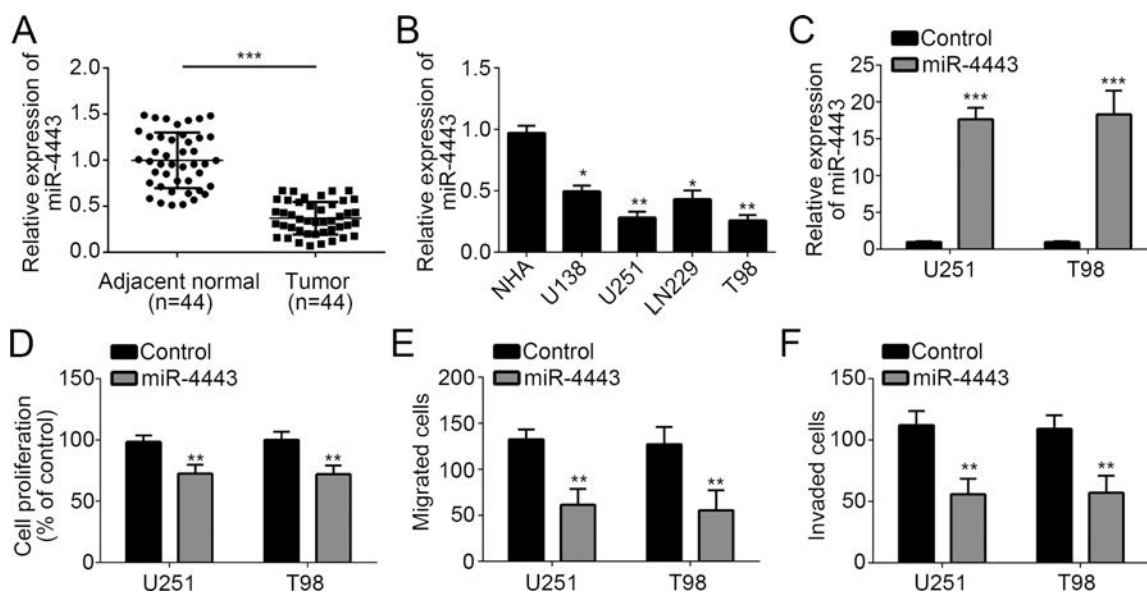 A
Relative expression of
miR-4443
2.0
1.5
1.0
0.5
0.0
***
Adjacent normal
(n=44)
Tumor
(n=44)
B
Relative expression of
miR-4443
1.5
1.0
0.5
0.0
*
**
*
**
NHA
U138
U251
LN229
T98
C
Control
miR-4443
Relative expression
of miR-4443
25
20
15
10
5
0
***
***
U251
T98
D
Control
miR-4443
Cell proliferation
(% of control)
150
100
50
0
**
**
U251
T98
E
Control
miR-4443
Migrated cells
200
150
100
50
0
**
**
U251
T98
F
Control
miR-4443
Invaded cells
150
100
50
0
**
**
U251
T98